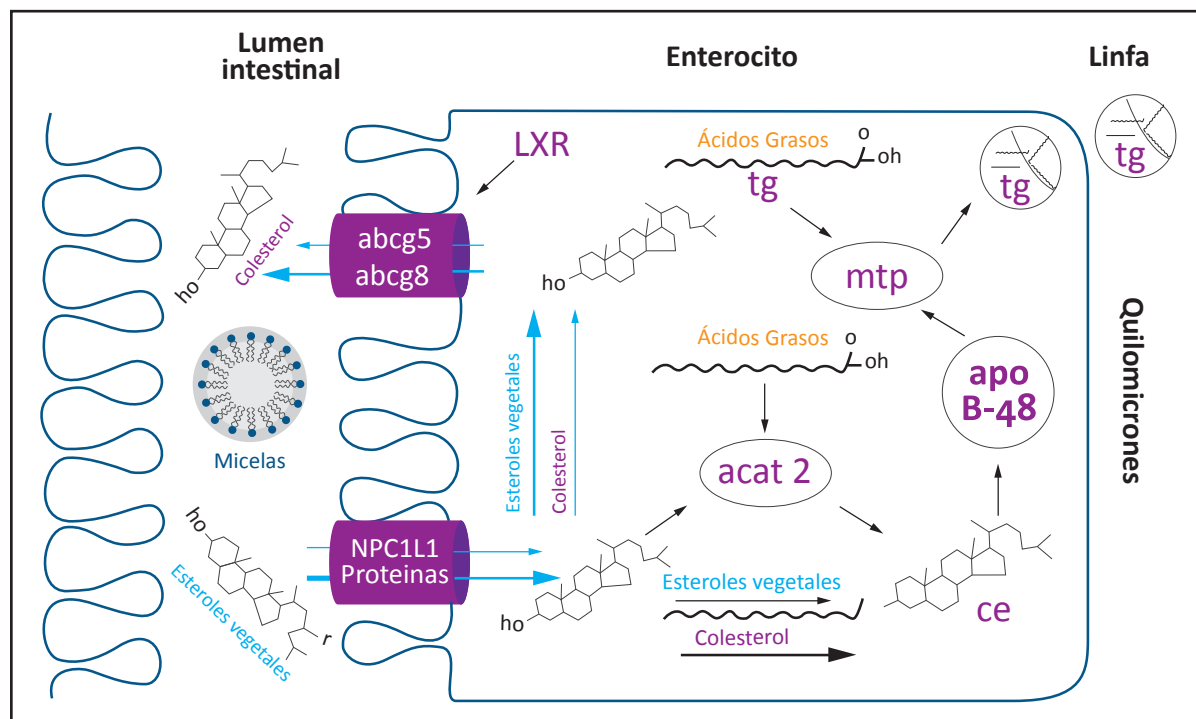 Lumen
intestinal
Enterocito
Linfa
LXR
Ácidos Grasos
o
oh
tg
tg
tg
abcg5
abcg8
Colesterol
ho
ho
mtp
Ácidos Grasos
o
oh
apo
B-48
Quilomicrones
Esteroles vegetales
Colesterol
Micelas
acat 2
ho
NPC1L1
Proteinas
Esteroles vegetales
r
ho
Esteroles vegetales
Colesterol
ce